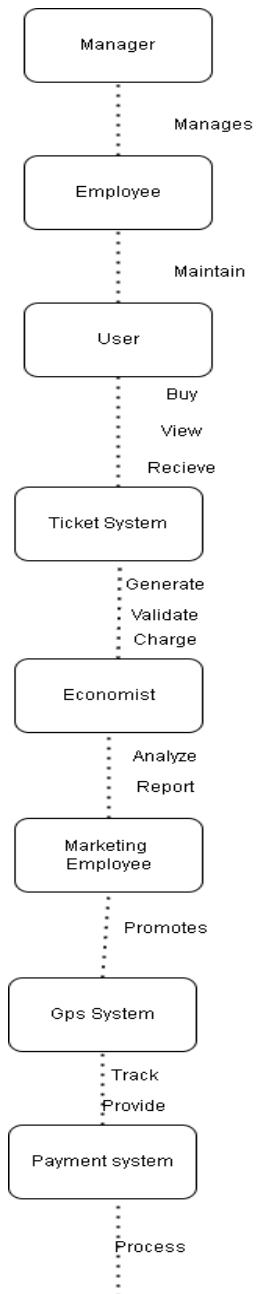 Manager
Manages
Employee
Maintain
User
Buy
View
Recieve
Ticket System
Generate
Validate
Charge
Economist
Analyze
Report
Marketing
Employee
Promotes
Gps System
Track
Provide
Payment system
Process